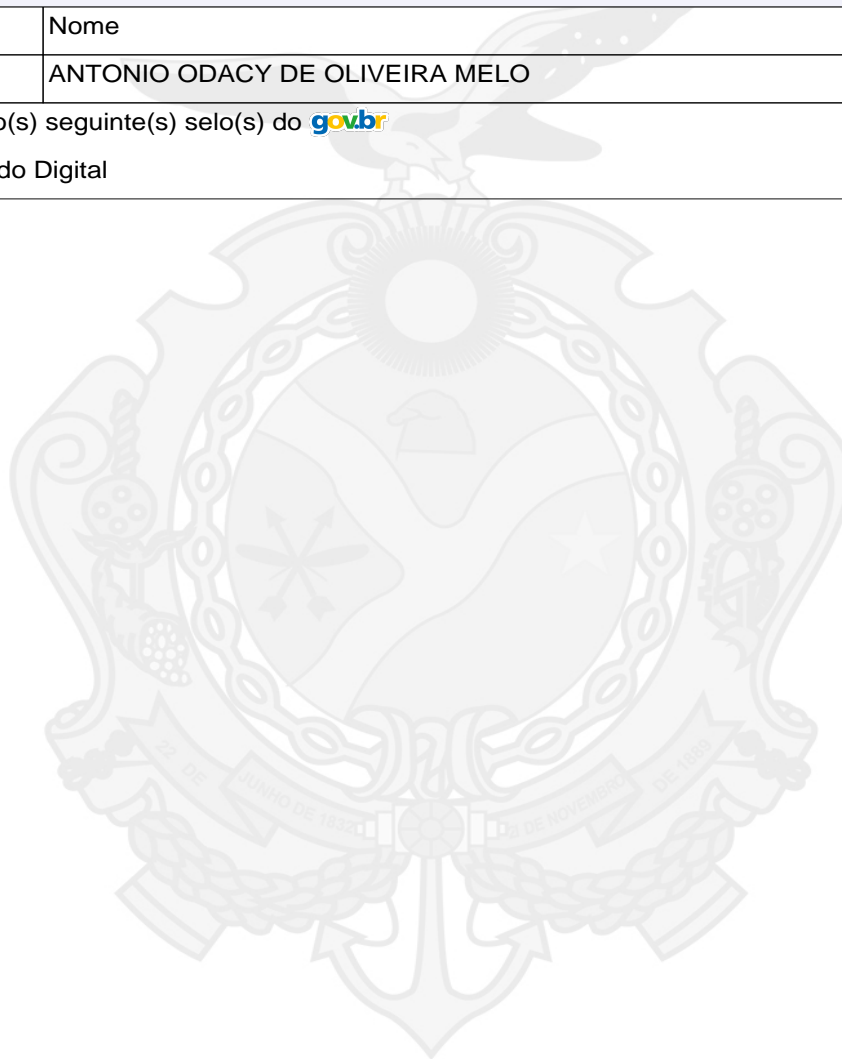 Nome
ANTONIO ODACY DE OLIVEIRA MELO
o(s) seguinte(s) selo(s) do gov.br
do Digital
22 DE JUNHO DE 1832
21 DE NOVEMBRO DE 1889